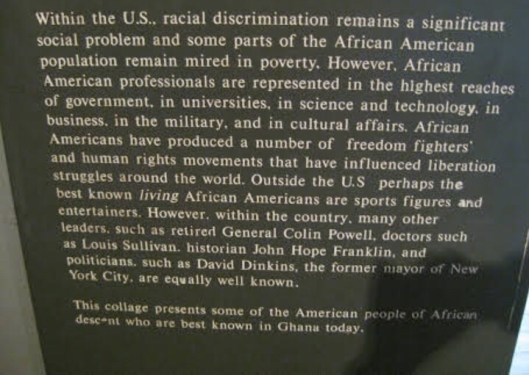 Within the U.S., racial discrimination remains a significant
social problem and some parts of the African American
population remain mired in poverty. However, African
American professionals are represented in the highest reaches
of government, in universities, in science and technology, in
business, in the military, and in cultural affairs. African
Americans have produced a number of freedom fighters'
and human rights movements that have influenced liberation
struggles around the world. Outside the U.S perhaps the
best known living African Americans are sports figures and
entertainers. However, within the country, many other
leaders, such as retired General Colin Powell, doctors such
as Louis Sullivan, historian John Hope Franklin, and
politicians, such as David Dinkins, the former mayor of New
York City, are equally well known.
This collage presents some of the American people of African
descent who are best known in Ghana today.